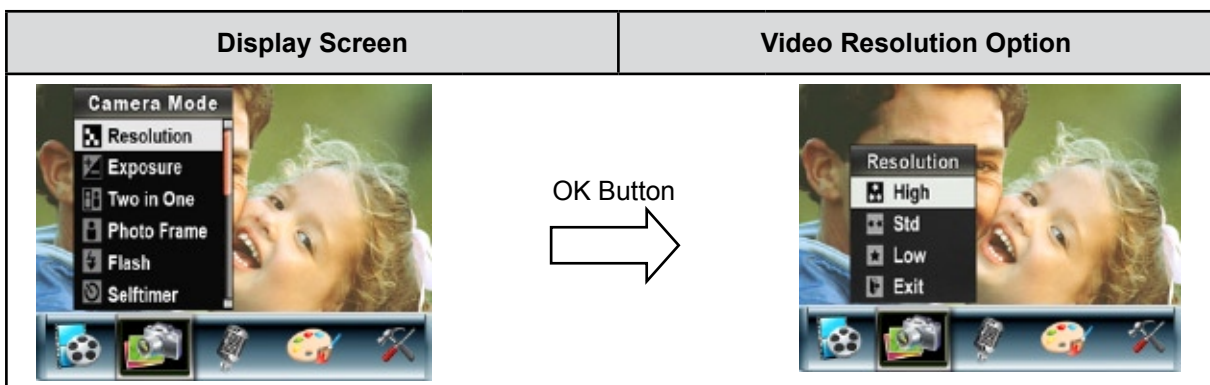 Display Screen
Video Resolution Option
Camera Mode
Resolution
Exposure
Two in One
Photo Frame
Flash
Selftimer
OK Button
Resolution
High
Std
Low
Exit